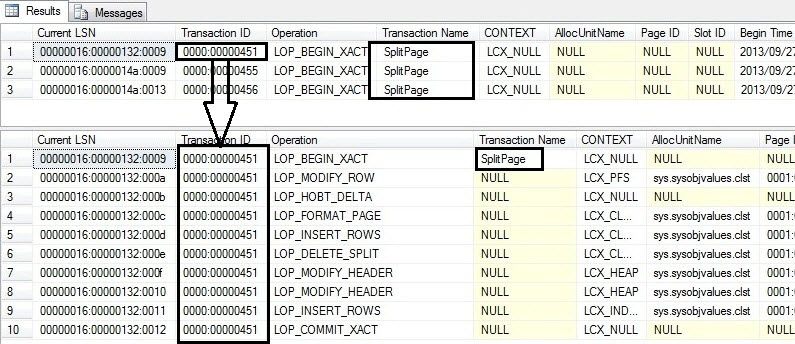 Results Messages
Current LSN Transaction ID Operation Transaction Name CONTEXT AllocUnitName Page ID Slot ID Begin Time
1 00000016:00000132:0009 0000:00000451 LOP_BEGIN_XACT SplitPage LCX_NULL NULL NULL NULL 2013/09/27
2 00000016:0000014a:0009 0000:00000455 LOP_BEGIN_XACT SplitPage LCX_NULL NULL NULL NULL 2013/09/27
3 00000016:0000014a:0013 0000:00000456 LOP_BEGIN_XACT SplitPage LCX_NULL NULL NULL NULL 2013/09/27
Current LSN Transaction ID Operation Transaction Name CONTEXT AllocUnitName Page I
1 00000016:00000132:0009 0000:00000451 LOP_BEGIN_XACT SplitPage LCX_NULL NULL NULL
2 00000016:00000132:000a 0000:00000451 LOP_MODIFY_ROW NULL LCX_PFS sys.sysobjvalues.clst 0001:0
3 00000016:00000132:000b 0000:00000451 LOP_HOBT_DELTA NULL LCX_NULL NULL NULL
4 00000016:00000132:000c 0000:00000451 LOP_FORMAT_PAGE NULL LCX_CL... sys.sysobjvalues.clst 0001:0
5 00000016:00000132:000d 0000:00000451 LOP_INSERT_ROWS NULL LCX_CL... sys.sysobjvalues.clst 0001:0
6 00000016:00000132:000e 0000:00000451 LOP_DELETE_SPLIT NULL LCX_CL... sys.sysobjvalues.clst 0001:0
7 00000016:00000132:000f 0000:00000451 LOP_MODIFY_HEADER NULL LCX_HEAP sys.sysobjvalues.clst 0001:0
8 00000016:00000132:0010 0000:00000451 LOP_MODIFY_HEADER NULL LCX_HEAP sys.sysobjvalues.clst 0001:0
9 00000016:00000132:0011 0000:00000451 LOP_INSERT_ROWS NULL LCX_IND... sys.sysobjvalues.clst 0001:0
10 00000016:00000132:0012 0000:00000451 LOP_COMMIT_XACT NULL LCX_NULL NULL NULL